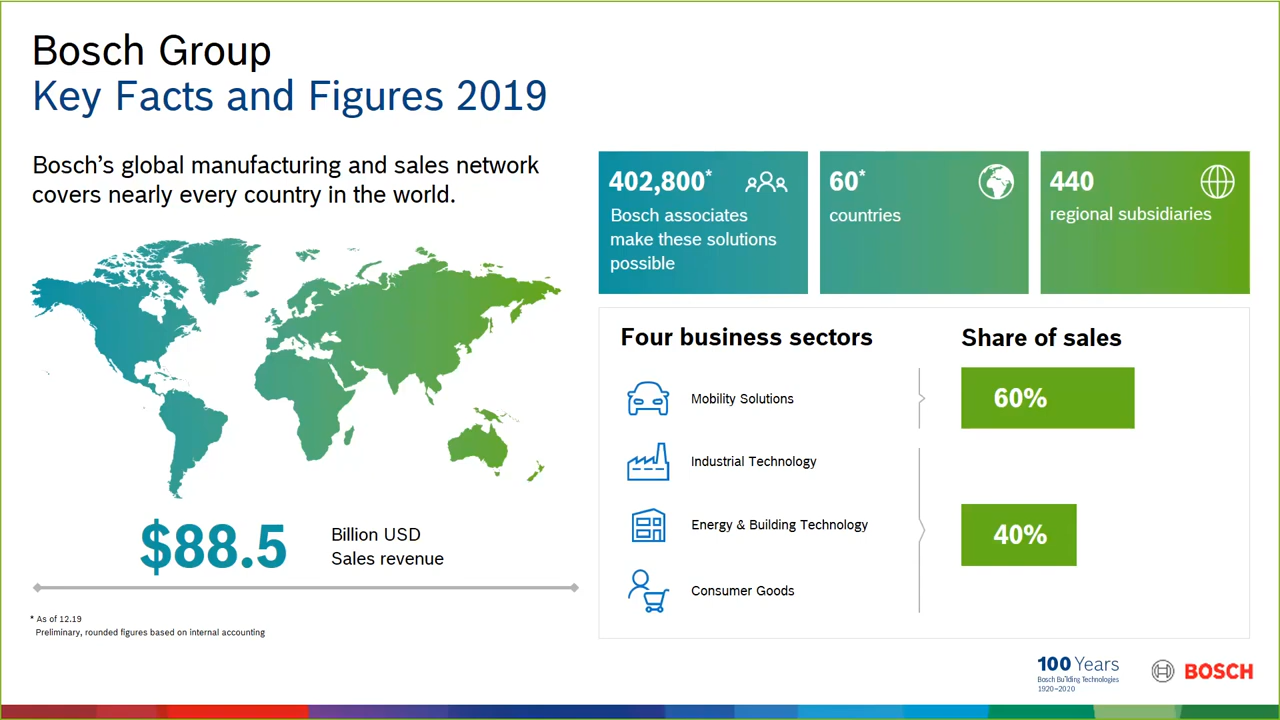 Bosch Group
Key Facts and Figures 2019
Bosch's global manufacturing and sales network
covers nearly every country in the world.
$88.5
Billion USD
Sales revenue
* As of 12.19
Preliminary, rounded figures based on internal accounting
402,800*
Bosch associates
make these solutions
possible
60*
countries
440
regional subsidiaries
Four business sectors
Share of sales
Mobility Solutions
60%
Industrial Technology
Energy & Building Technology
40%
Consumer Goods
100 Years
Bosch Building Technologies
1920–2020
BOSCH